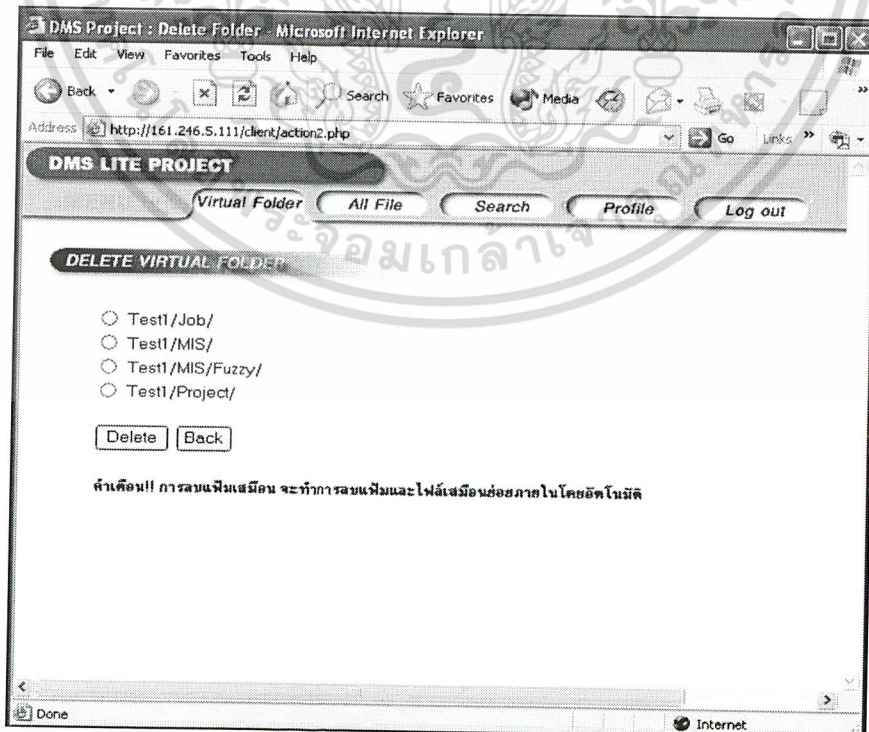 DMS Project : Delete Folder - Microsoft Internet Explorer
File Edit View Favorites Tools Help
Back Search Favorites Media
Address http://161.246.5.111/client/action2.php Go Links
DMS LITE PROJECT
Virtual Folder All File Search Profile Log out
DELETE VIRTUAL FOLDER
Test1/Job/
Test1/MIS/
Test1/MIS/Fuzzy/
Test1/Project/
Delete Back
คำเตือน!! การลบแฟ้มเสมือน จะทำการลบแฟ้มและไฟล์เสมือนย่อยภายในโดยอัตโนมัติ
Done Internet